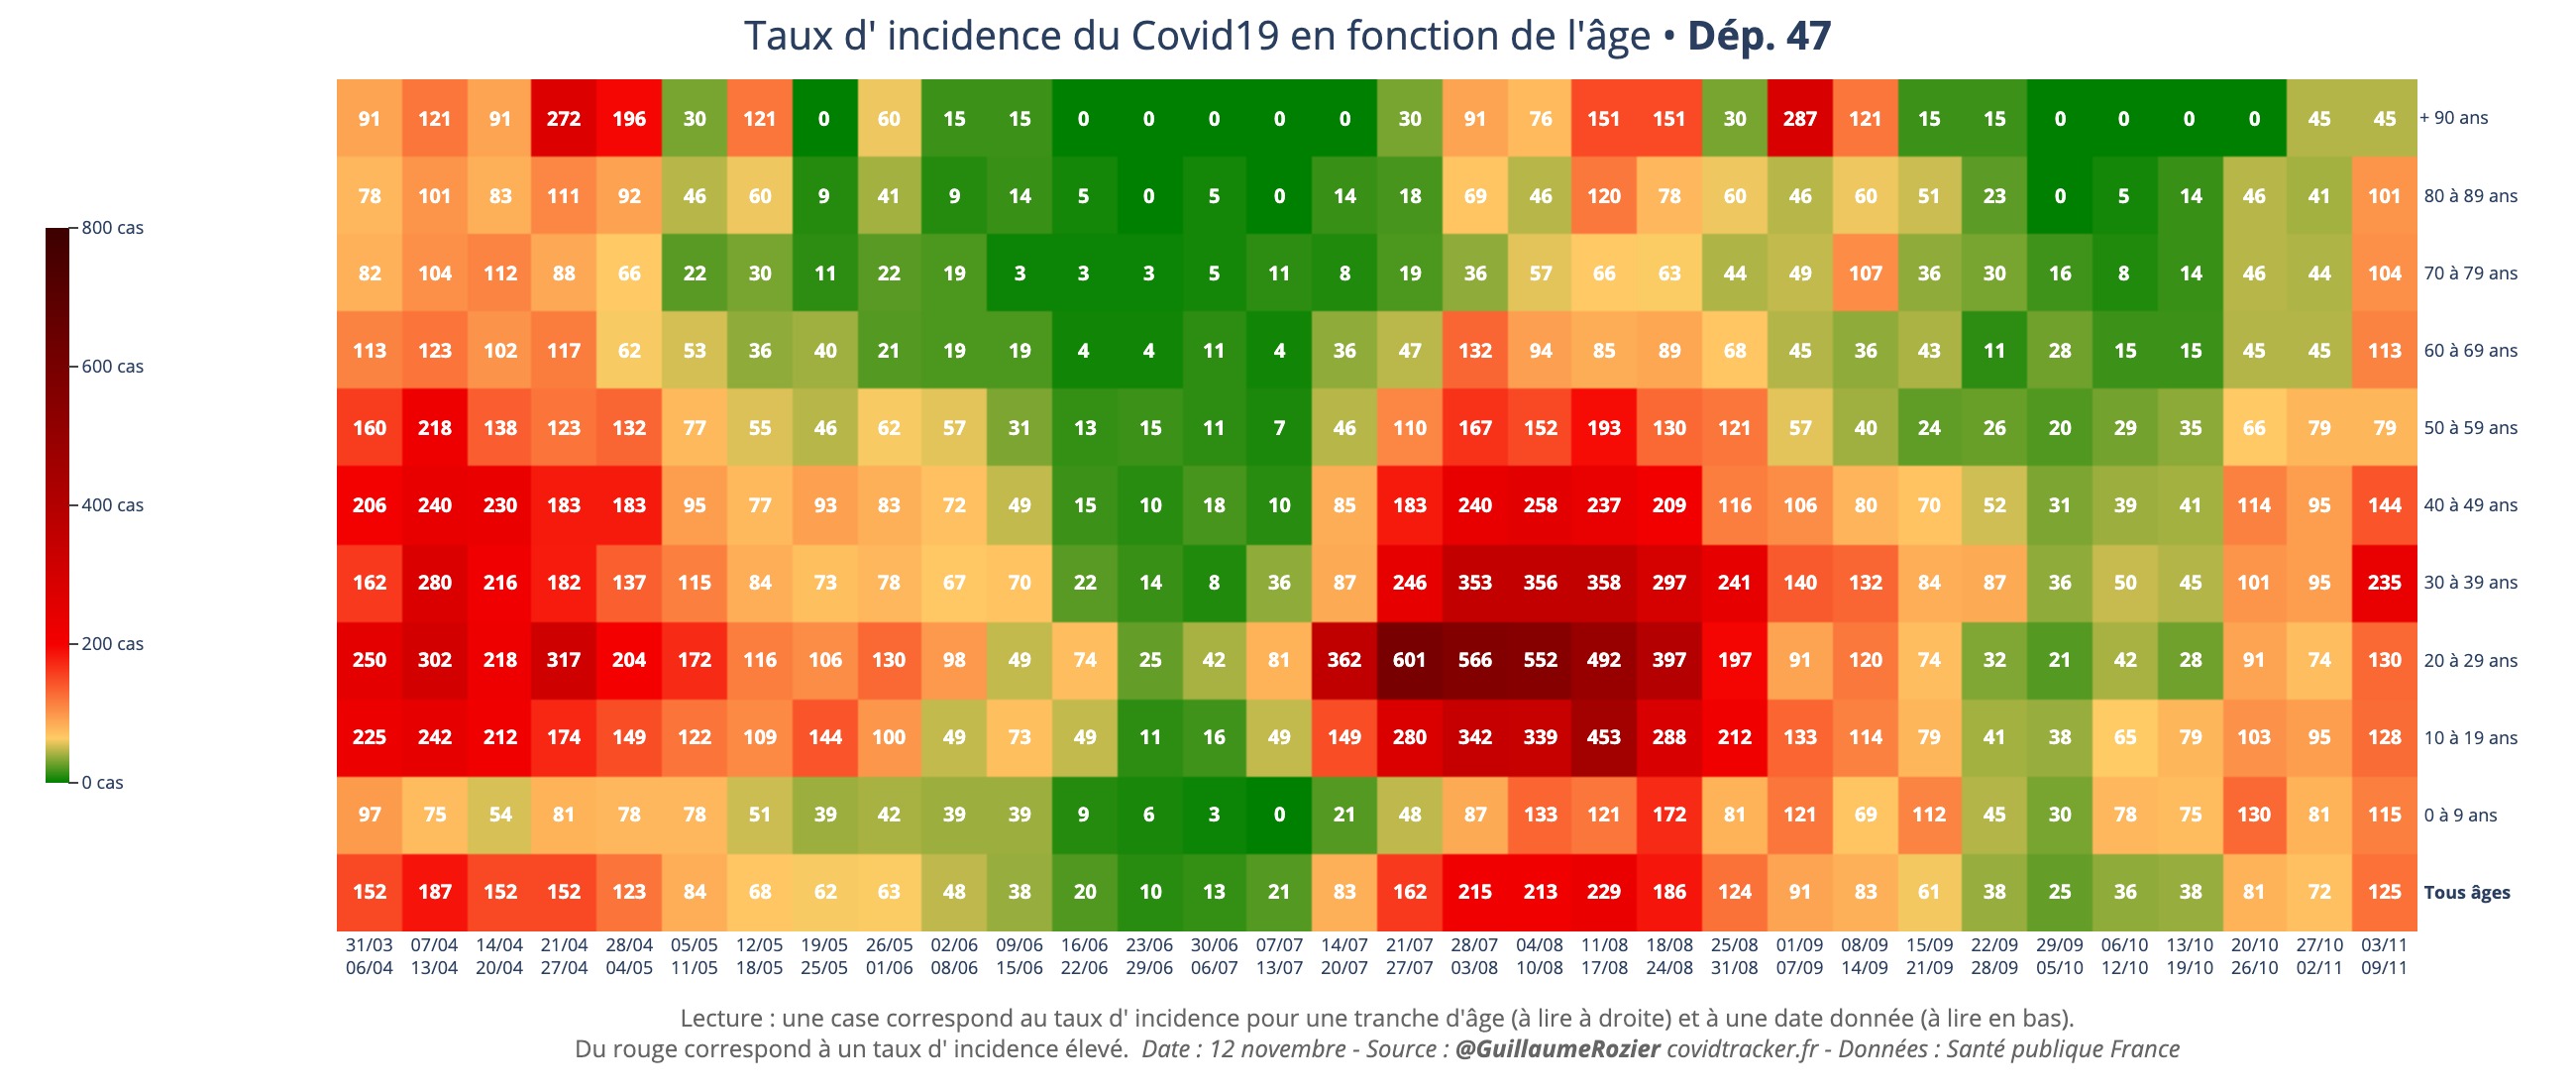 Taux d' incidence du Covid19 en fonction de l'âge • Dép. 47
800 cas
600 cas
400 cas
200 cas
0 cas
91 121 91 272 196 30 121 0 60 15 15 0 0 0 0 0 30 91 76 151 151 30 287 121 15 15 0 0 0 0 45 45 + 90 ans
78 101 83 111 92 46 60 9 41 9 14 5 0 5 0 14 18 69 46 120 78 60 46 60 51 23 0 5 14 46 41 101 80 à 89 ans
82 104 112 88 66 22 30 11 22 19 3 3 3 5 11 8 19 36 57 66 63 44 49 107 36 30 16 8 14 46 44 104 70 à 79 ans
113 123 102 117 62 53 36 40 21 19 19 4 4 11 4 36 47 132 94 85 89 68 45 36 43 11 28 15 15 45 45 113 60 à 69 ans
160 218 138 123 132 77 55 46 62 57 31 13 15 11 7 46 110 167 152 193 130 121 57 40 24 26 20 29 35 66 79 79 50 à 59 ans
206 240 230 183 183 95 77 93 83 72 49 15 10 18 10 85 183 240 258 237 209 116 106 80 70 52 31 39 41 114 95 144 40 à 49 ans
162 280 216 182 137 115 84 73 78 67 70 22 14 8 36 87 246 353 356 358 297 241 140 132 84 87 36 50 45 101 95 235 30 à 39 ans
250 302 218 317 204 172 116 106 130 98 49 74 25 42 81 362 601 566 552 492 397 197 91 120 74 32 21 42 28 91 74 130 20 à 29 ans
225 242 212 174 149 122 109 144 100 49 73 49 11 16 49 149 280 342 339 453 288 212 133 114 79 41 38 65 79 103 95 128 10 à 19 ans
97 75 54 81 78 78 51 39 42 39 39 9 6 3 0 21 48 87 133 121 172 81 121 69 112 45 30 78 75 130 81 115 0 à 9 ans
152 187 152 152 123 84 68 62 63 48 38 20 10 13 21 83 162 215 213 229 186 124 91 83 61 38 25 36 38 81 72 125 Tous âges
31/03 07/04 14/04 21/04 28/04 05/05 12/05 19/05 26/05 02/06 09/06 16/06 23/06 30/06 07/07 14/07 21/07 28/07 04/08 11/08 18/08 25/08 01/09 08/09 15/09 22/09 29/09 06/10 13/10 20/10 27/10 03/11
06/04 13/04 20/04 27/04 04/05 11/05 18/05 25/05 01/06 08/06 15/06 22/06 29/06 06/07 13/07 20/07 27/07 03/08 10/08 17/08 24/08 31/08 07/09 14/09 21/09 28/09 05/10 12/10 19/10 26/10 02/11 09/11
Lecture : une case correspond au taux d' incidence pour une tranche d'âge (à lire à droite) et à une date donnée (à lire en bas).
Du rouge correspond à un taux d' incidence élevé. Date : 12 novembre - Source : @GuillaumeRozier covidtracker.fr - Données : Santé publique France